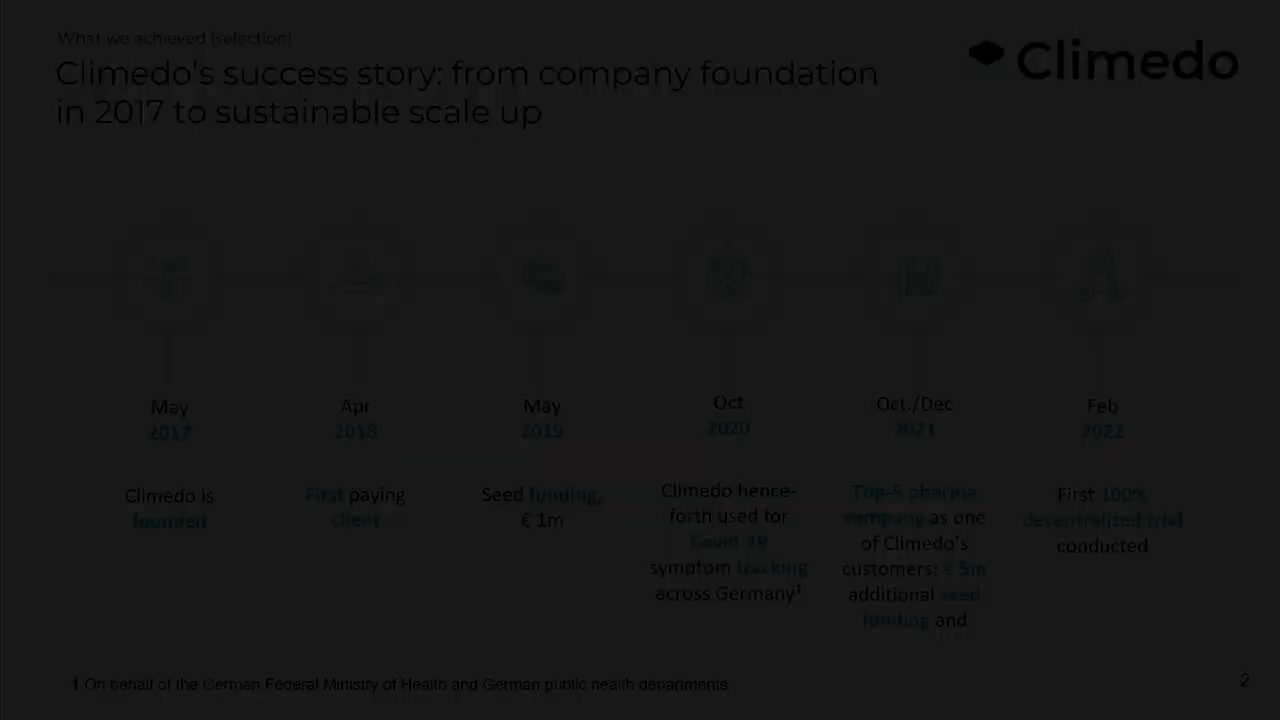 What we achieved (selection)
Climedo
Climedo's success story: from company foundation
in 2017 to sustainable scale up
May
2017
Climedo is
founded
Apr
2018
First paying
client
May
2019
Seed funding,
€ 1m
Oct
2020
Climedo hence-
forth used for
Covid-19
symptom tracking
across Germany¹
Oct./Dec
2021
Top-5 pharma
company as one
of Climedo's
customers; € 5m
additional seed
funding and
Feb
2022
First 100%
decentralized trial
conducted
1 On behalf of the German Federal Ministry of Health and German public health departments
2